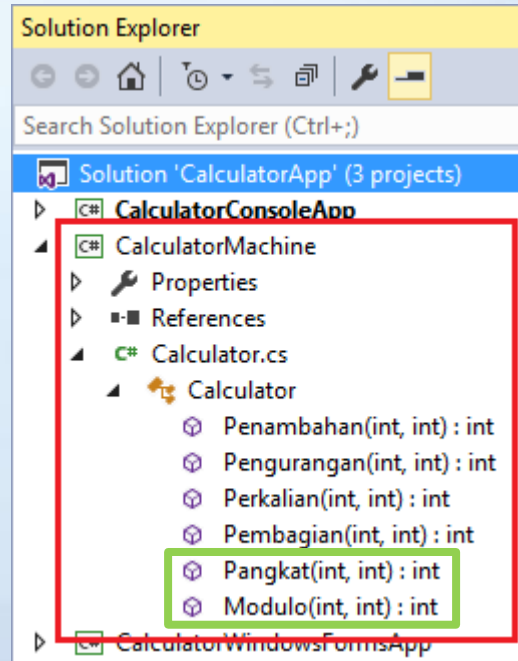 Solution Explorer
Search Solution Explorer (Ctrl+;)
Solution 'CalculatorApp' (3 projects)
C# CalculatorConsoleApp
C# CalculatorMachine
Properties
References
C# Calculator.cs
Calculator
Penambahan(int, int) : int
Pengurangan(int, int) : int
Perkalian(int, int) : int
Pembagian(int, int) : int
Pangkat(int, int) : int
Modulo(int, int) : int
C# CalculatorWindowsFormsApp